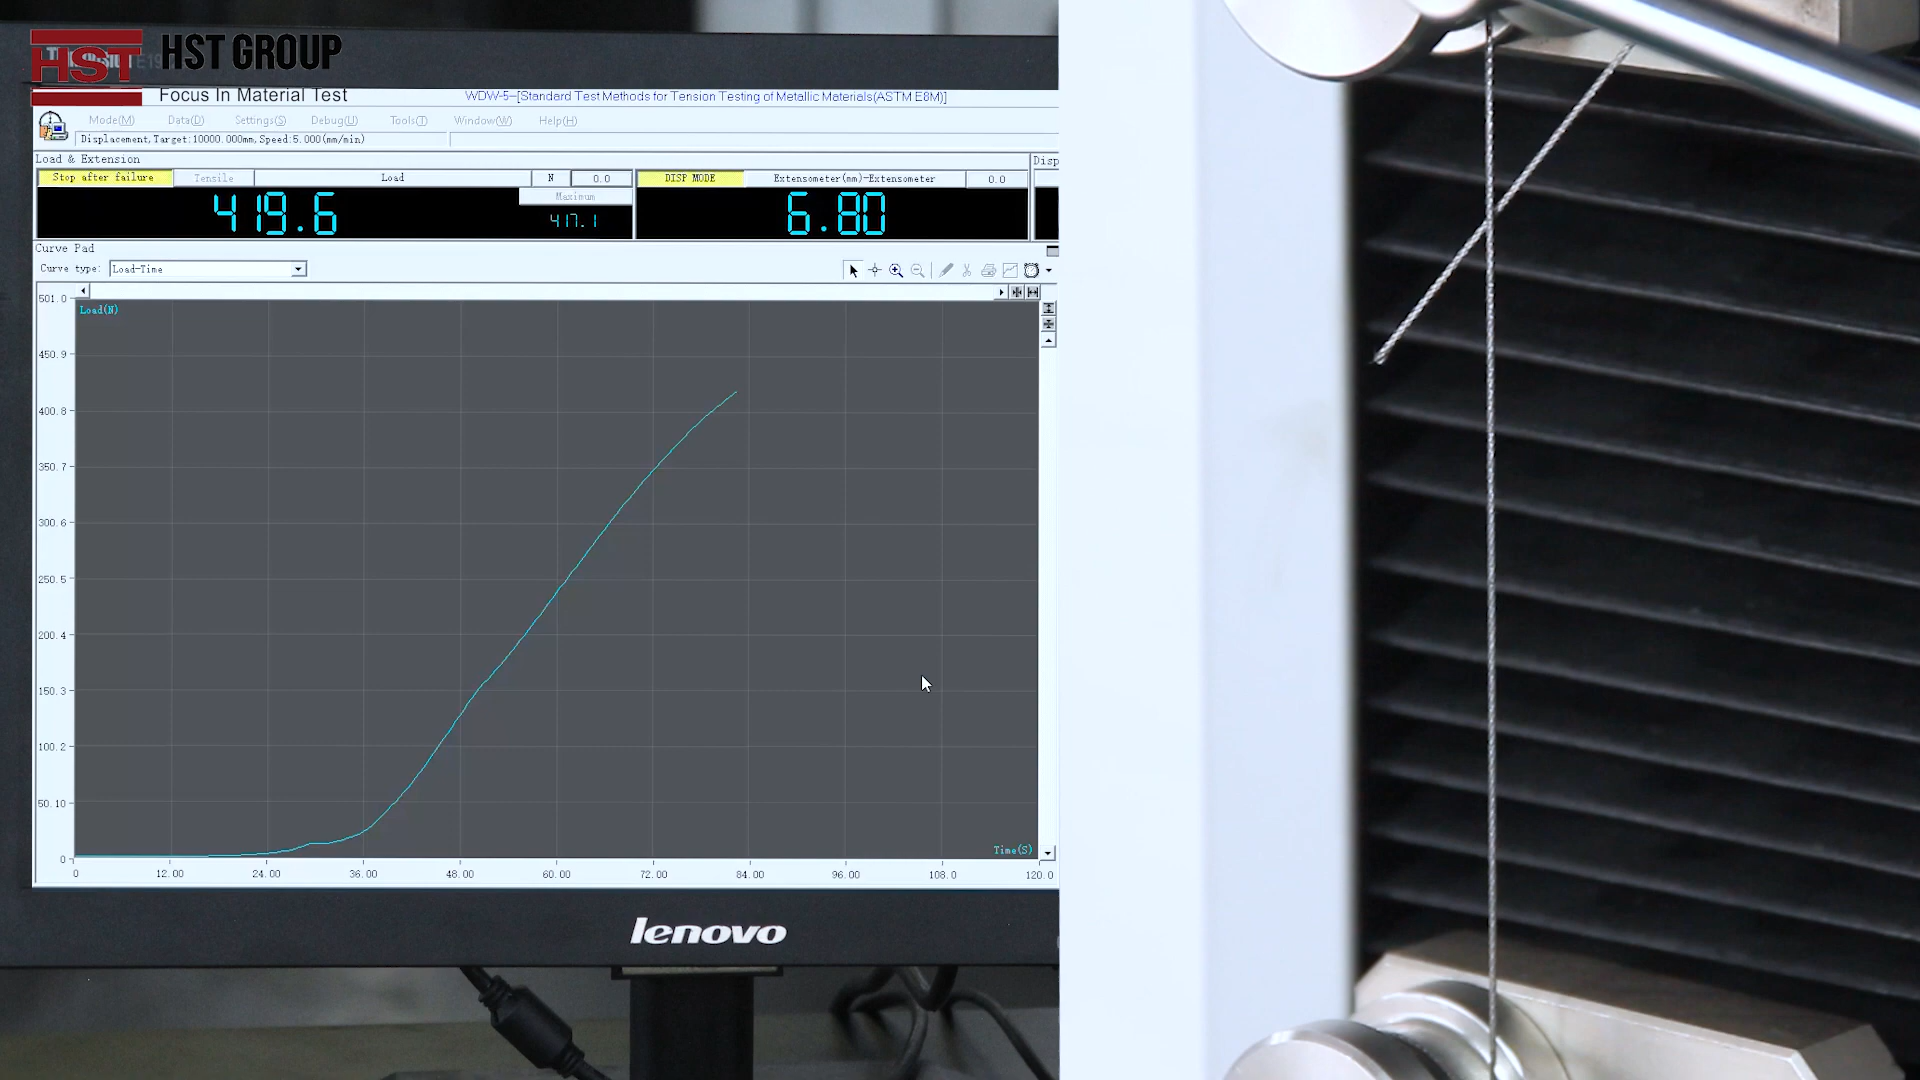 HST HST GROUP
Focus In Material Test
WDW-5-[Standard Test Methods for Tension Testing of Metallic Materials(ASTM E8M)]
Mode(M) Data(D) Settings(S) Debug(U) Tools(T) Window(W) Help(H)
Displacement,Target:10000.000mm,Speed:5.000(mm/min)
Load & Extension Disp
Stop after failure Tensile Load N 0.0 DISP MODE Extensometer(mm)-Extensometer 0.0
Maximum
419.6 417.1 6.80
Curve Pad
Curve type: Load-Time
501.0
Load(N)
450.9
400.8
350.7
300.6
250.5
200.4
150.3
100.2
50.10
Time(S)
0
0 12.00 24.00 36.00 48.00 60.00 72.00 84.00 96.00 108.0 120.0
lenovo